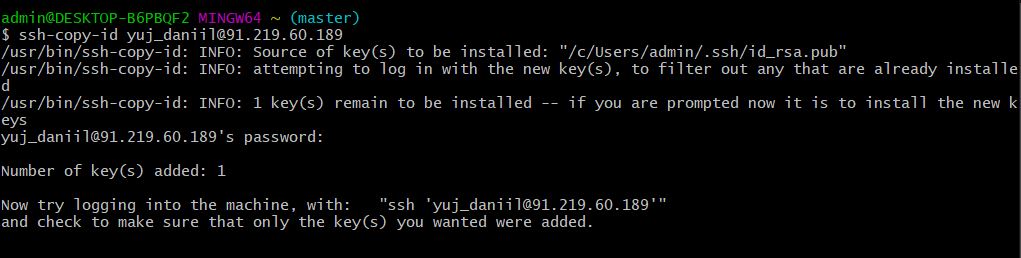 admin@DESKTOP-B6PBQF2 MINGW64 ~ (master)
$ ssh-copy-id yuj_daniil@91.219.60.189
/usr/bin/ssh-copy-id: INFO: Source of key(s) to be installed: "/c/Users/admin/.ssh/id_rsa.pub"
/usr/bin/ssh-copy-id: INFO: attempting to log in with the new key(s), to filter out any that are already installe
d
/usr/bin/ssh-copy-id: INFO: 1 key(s) remain to be installed -- if you are prompted now it is to install the new k
eys
yuj_daniil@91.219.60.189's password:
Number of key(s) added: 1
Now try logging into the machine, with:   "ssh 'yuj_daniil@91.219.60.189'"
and check to make sure that only the key(s) you wanted were added.